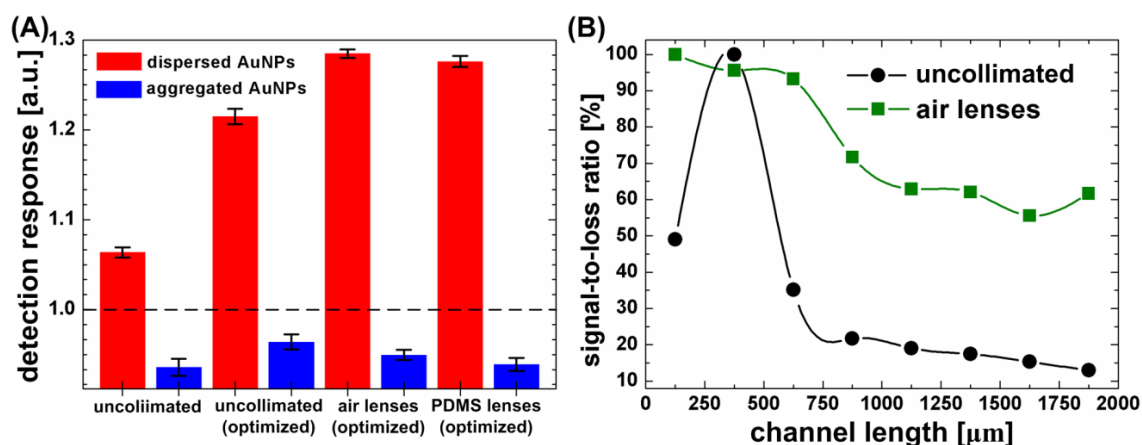 (A)
detection response [a.u.]
1.3
1.2
1.1
1.0
dispersed AuNPs
aggregated AuNPs
uncoliimated
uncollimated
(optimized)
air lenses
(optimized)
PDMS lenses
(optimized)
(B)
signal-to-loss ratio [%]
100
90
80
70
60
50
40
30
20
10
uncollimated
air lenses
0 250 500 750 1000 1250 1500 1750 2000
channel length [µm]